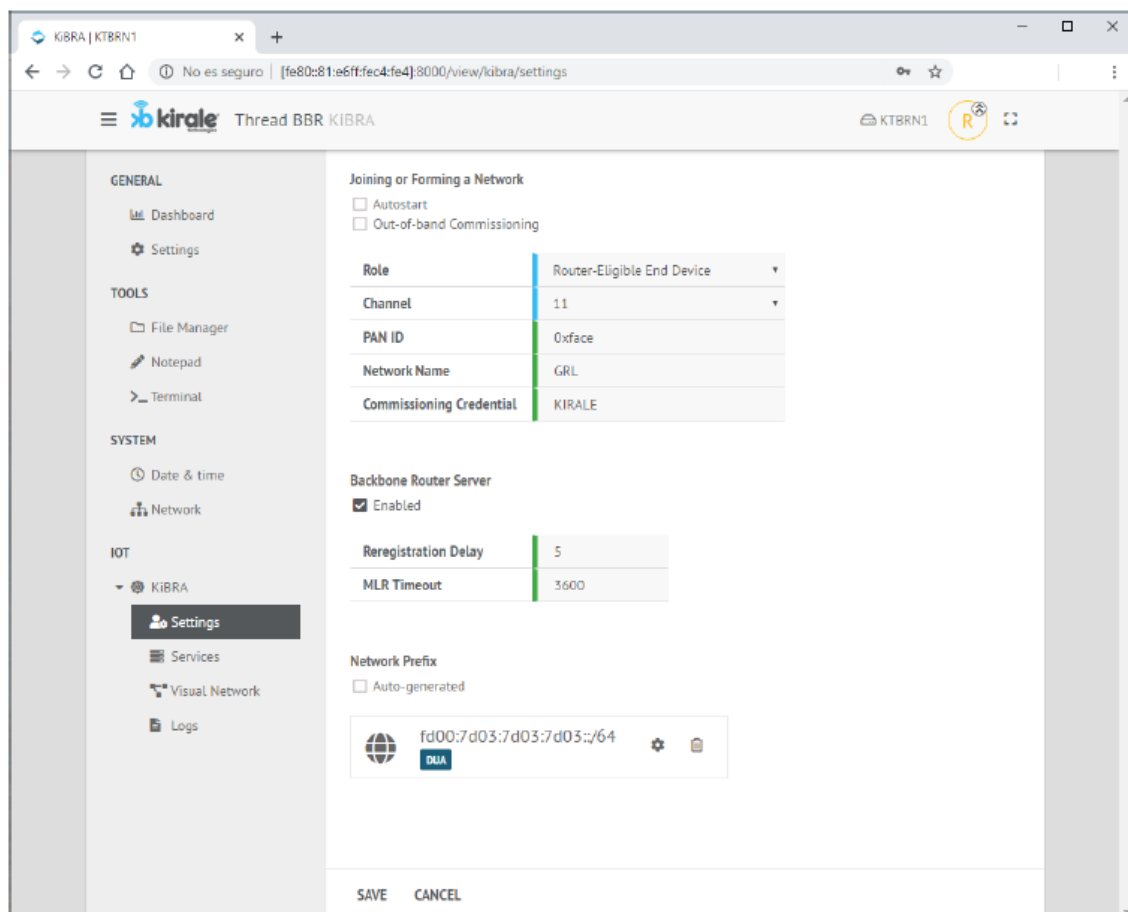 KiBRA | KTBRN1
No es seguro | [fe80::81:e6ff:fec4:fe4]:8000/view/kibra/settings
kirale Thread BBR KiBRA KTBRN1 R
GENERAL
Dashboard
Settings
TOOLS
File Manager
Notepad
Terminal
SYSTEM
Date & time
Network
IOT
KiBRA
Settings
Services
Visual Network
Logs
Joining or Forming a Network
Autostart
Out-of-band Commissioning
Role Router-Eligible End Device
Channel 11
PAN ID 0xface
Network Name GRL
Commissioning Credential KIRALE
Backbone Router Server
Enabled
Reregistration Delay 5
MLR Timeout 3600
Network Prefix
Auto-generated
fd00:7d03:7d03:7d03::/64
DUA
SAVE CANCEL